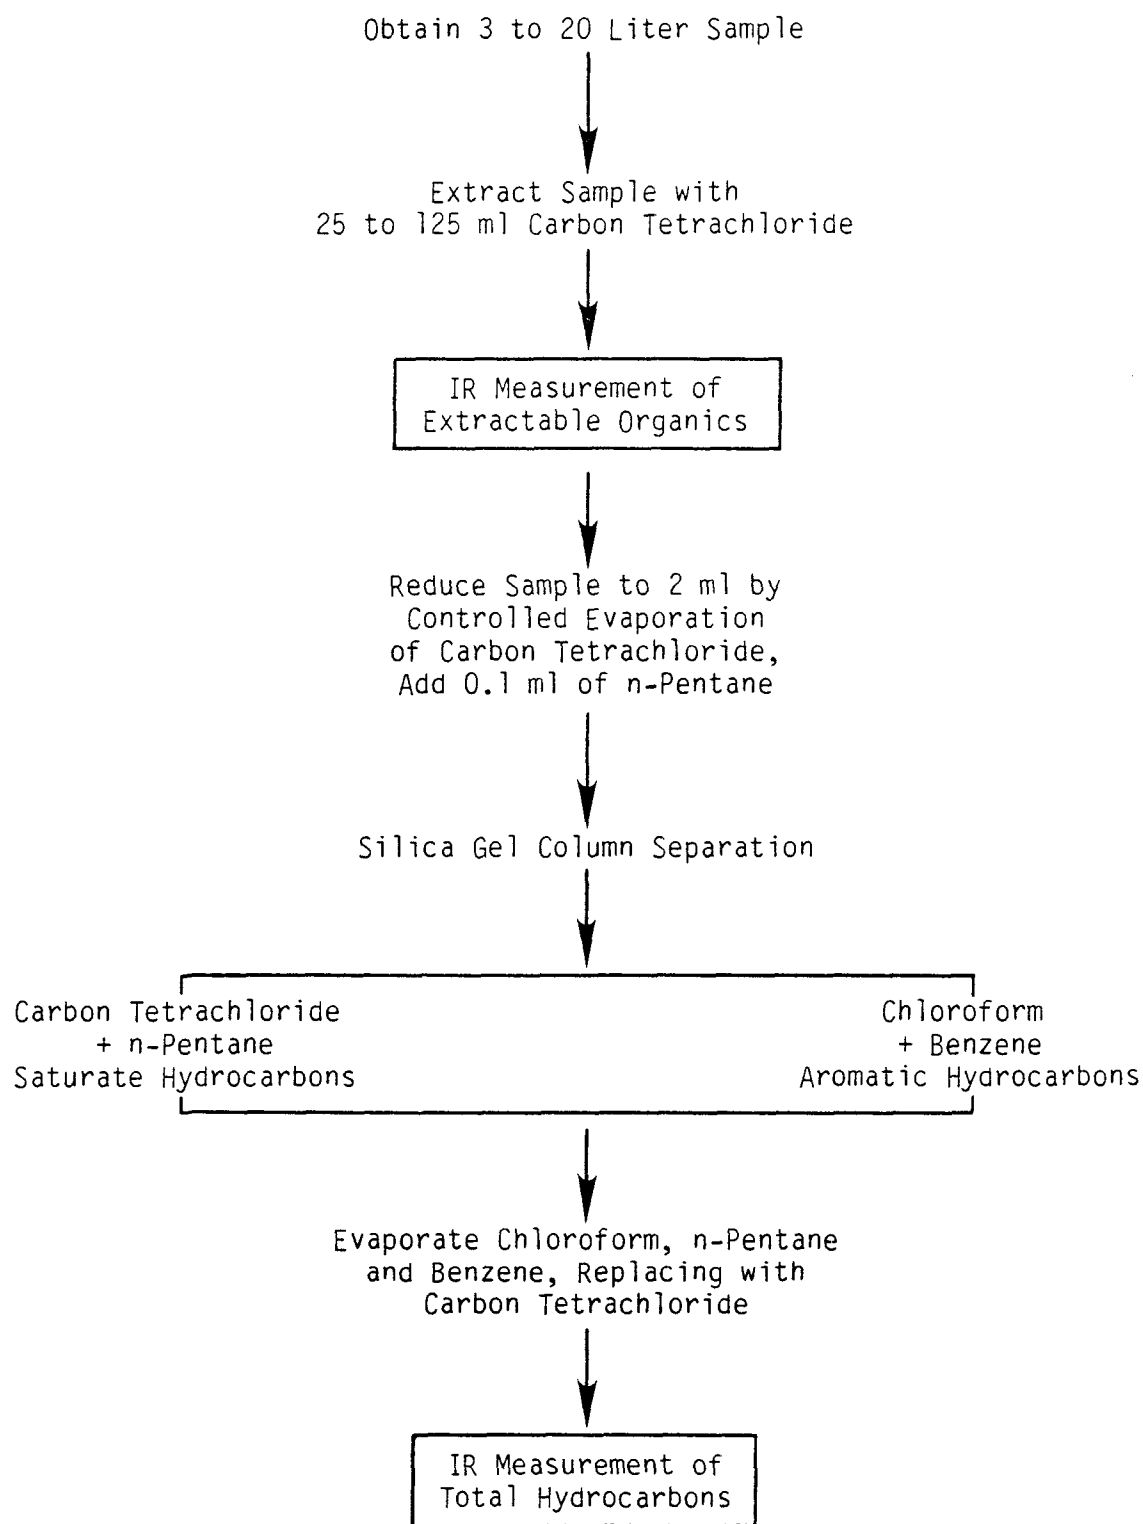 Obtain 3 to 20 Liter Sample
Extract Sample with
25 to 125 ml Carbon Tetrachloride
IR Measurement of
Extractable Organics
Reduce Sample to 2 ml by
Controlled Evaporation
of Carbon Tetrachloride,
Add 0.1 ml of n-Pentane
Silica Gel Column Separation
Carbon Tetrachloride
+ n-Pentane
Saturate Hydrocarbons
Chloroform
+ Benzene
Aromatic Hydrocarbons
Evaporate Chloroform, n-Pentane
and Benzene, Replacing with
Carbon Tetrachloride
IR Measurement of
Total Hydrocarbons